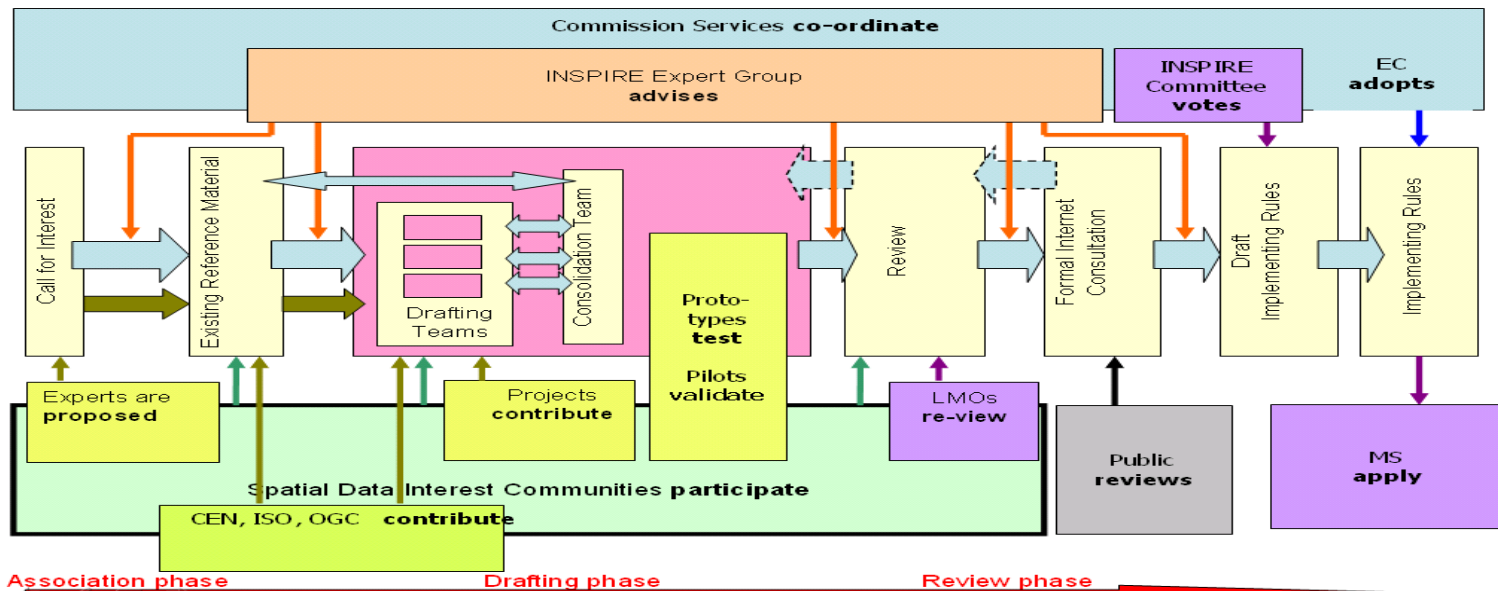 Commission Services co-ordinate
INSPIRE Expert Group
advises
INSPIRE
Committee
votes
EC
adopts
Call for Interest
Existing Reference Material
Drafting
Teams
Consolidation Team
Proto-
types
test
Pilots
validate
Review
Formal Internet
Consultation
Draft
Implementing Rules
Implementing Rules
Experts are
proposed
Projects
contribute
LMOs
re-view
Public
reviews
MS
apply
Spatial Data Interest Communities participate
CEN, ISO, OGC contribute
Association phase
Drafting phase
Review phase